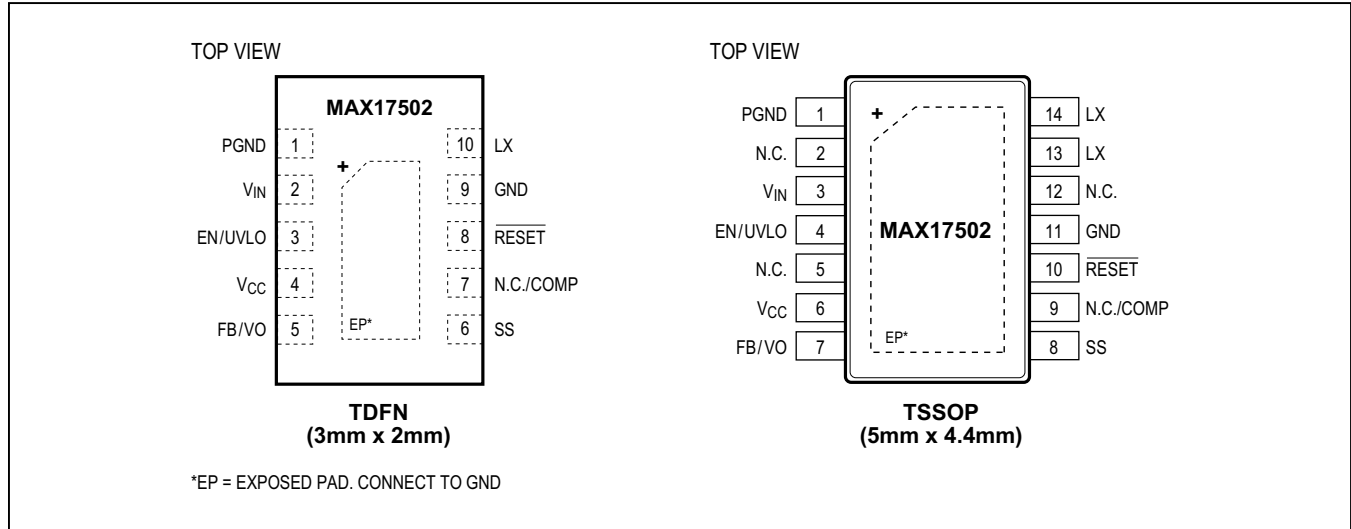 TOP VIEW
MAX17502
PGND 1
VIN 2
EN/UVLO 3
VCC 4
FB/VO 5
+
EP*
10 LX
9 GND
8 RESET
7 N.C./COMP
6 SS
TDFN
(3mm x 2mm)
*EP = EXPOSED PAD. CONNECT TO GND
TOP VIEW
PGND 1
N.C. 2
VIN 3
EN/UVLO 4
N.C. 5
VCC 6
FB/VO 7
+
MAX17502
EP*
14 LX
13 LX
12 N.C.
11 GND
10 RESET
9 N.C./COMP
8 SS
TSSOP
(5mm x 4.4mm)